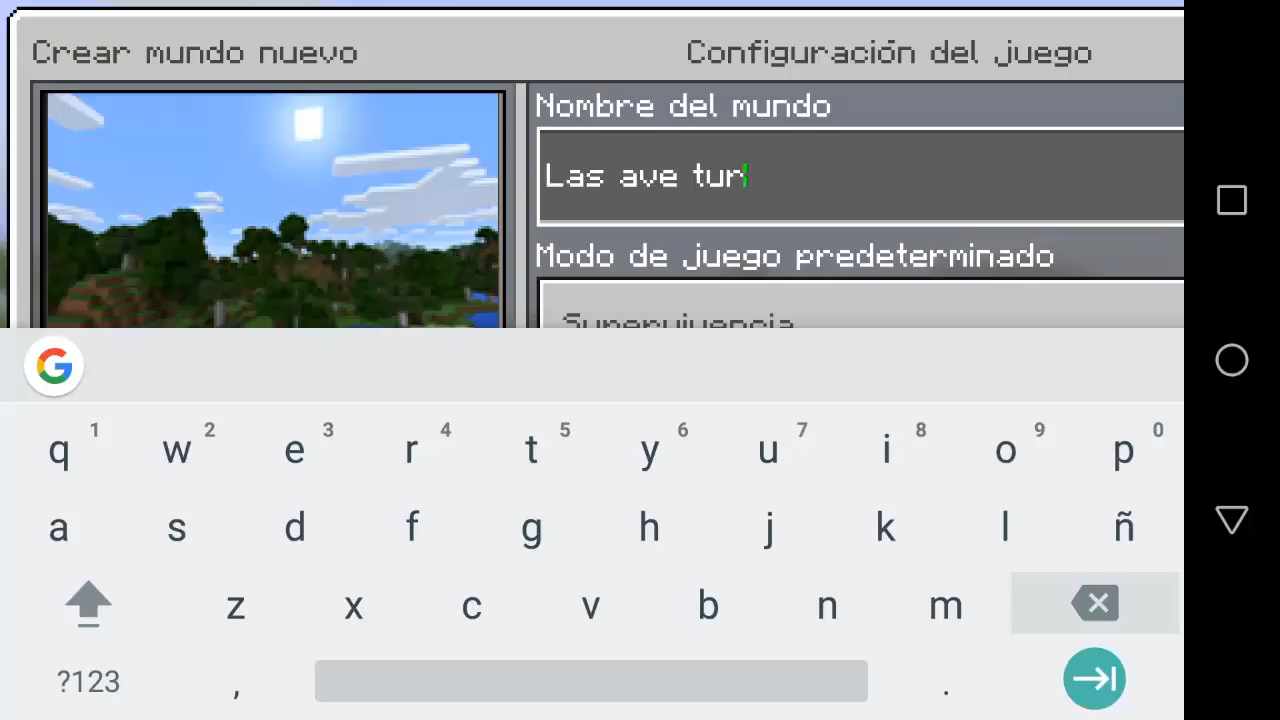 Crear mundo nuevo
Configuración del juego
Nombre del mundo
Las ave tur
Modo de juego predeterminado
Supervivencia
G
1 2 3 4 5 6 7 8 9 0
q w e r t y u i o p
a s d f g h j k l ñ
z x c v b n m
?123 , .